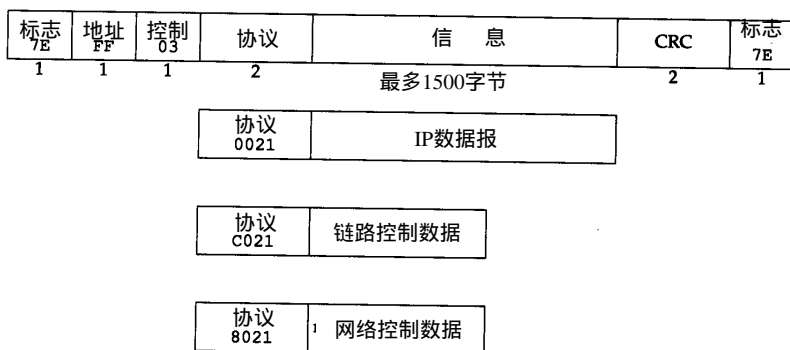 标志 地址 控制 协议 信 息 CRC 标志
7E FF 03 7E
1 1 1 2 最多1500字节 2 1
协议 IP数据报
0021
协议 链路控制数据
C021
协议 网络控制数据
8021